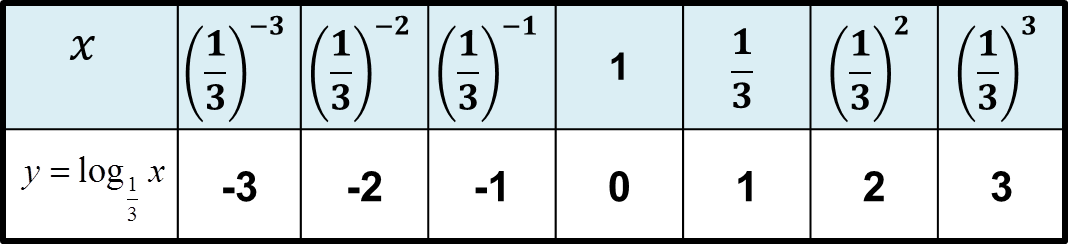 x (1/3)^-3 (1/3)^-2 (1/3)^-1 1 1/3 (1/3)^2 (1/3)^3
y = log_{1/3} x -3 -2 -1 0 1 2 3